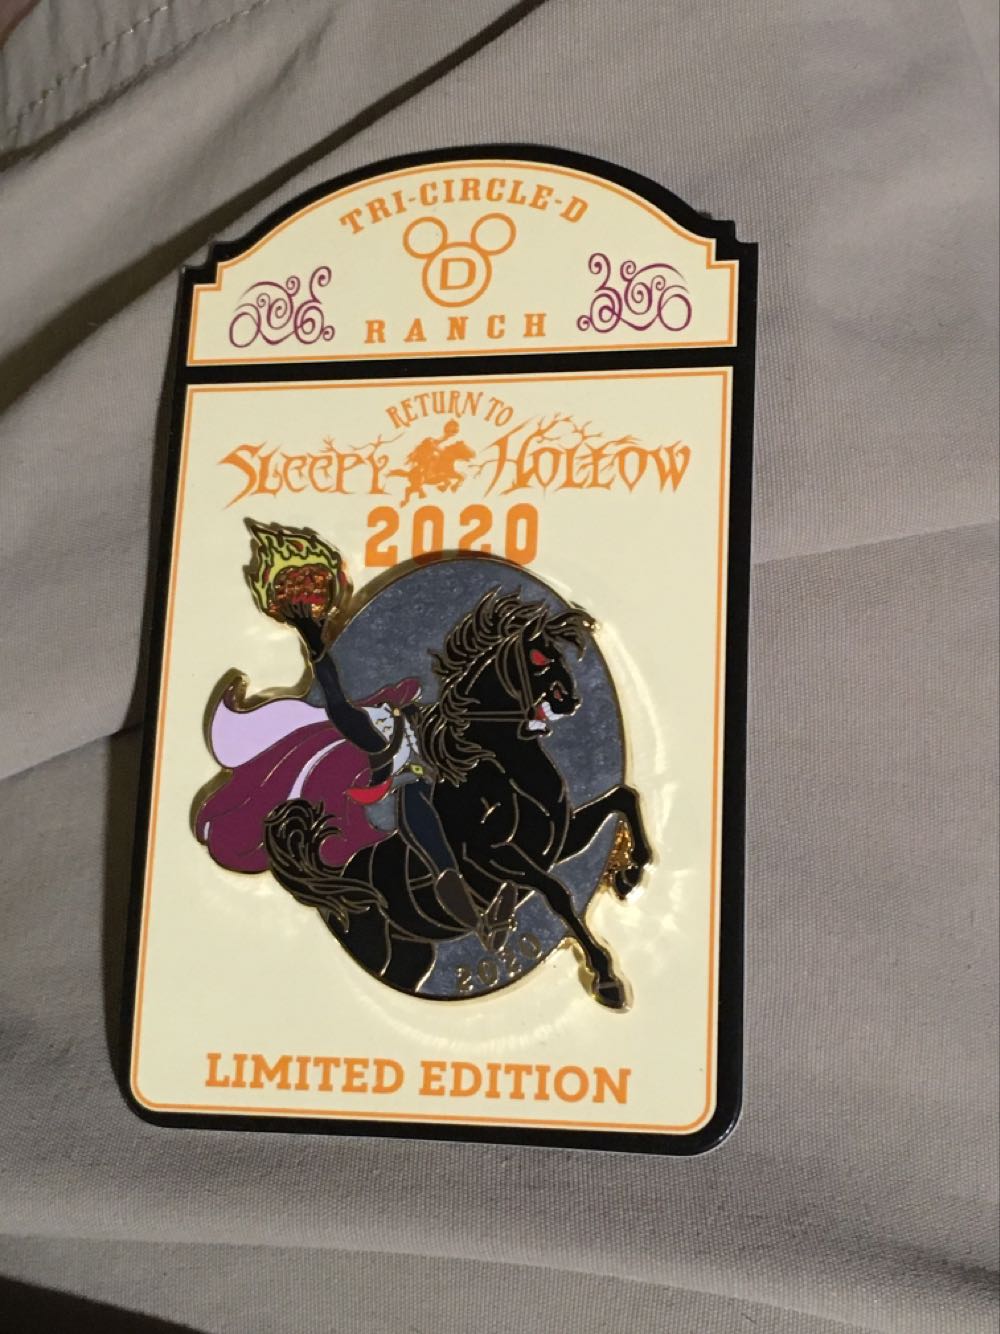 TRI-CIRCLE-D
D
RANCH
RETURN TO
SLEEPY HOLLOW
2020
2020
LIMITED EDITION